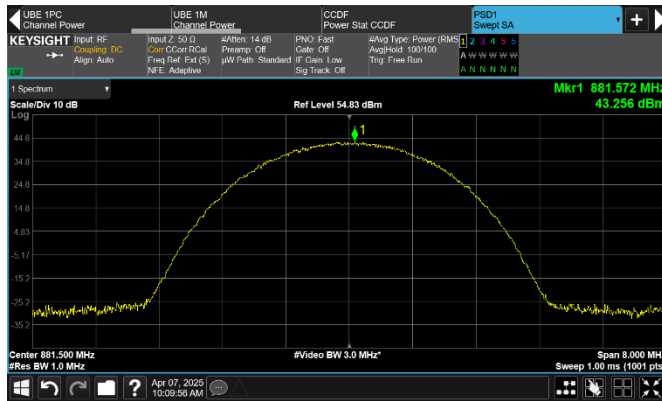 UBE 1PC
Channel Power
UBE 1M
Channel Power
CCDF
Power Stat CCDF
PSD1
Swept SA
KEYSIGHT
Input: RF
Coupling: DC
Align: Auto
Input Z: 50 Ω
Corr CCorr RCal
Freq Ref: Ext (S)
NFE: Adaptive
#Atten: 14 dB
Preamp: Off
µW Path: Standard
PNO: Fast
Gate: Off
IF Gain: Low
Sig Track: Off
#Avg Type: Power (RMS
Avg|Hold: 100/100
Trig: Free Run
1 2 3 4 5 6
A W W W W W
A N N N N N
1 Spectrum
Scale/Div 10 dB
Ref Level 54.83 dBm
Mkr1 881.572 MHz
43.256 dBm
Log
1
44.8
34.8
24.8
14.8
4.83
-5.17
-15.2
-25.2
-35.2
Center 881.500 MHz
#Res BW 1.0 MHz
#Video BW 3.0 MHz*
Span 8.000 MH
Sweep 1.00 ms (1001 pts
?
Apr 07, 2025
10:09:56 AM